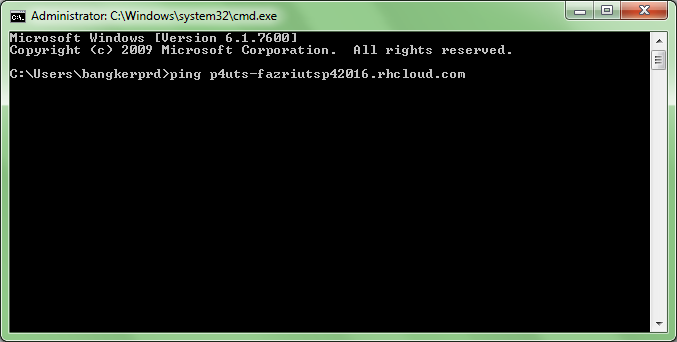 Administrator: C:\Windows\system32\cmd.exe
Microsoft Windows [Version 6.1.7600]
Copyright (c) 2009 Microsoft Corporation.  All rights reserved.
C:\Users\bangkerprd>ping p4uts-fazriutsp42016.rhcloud.com